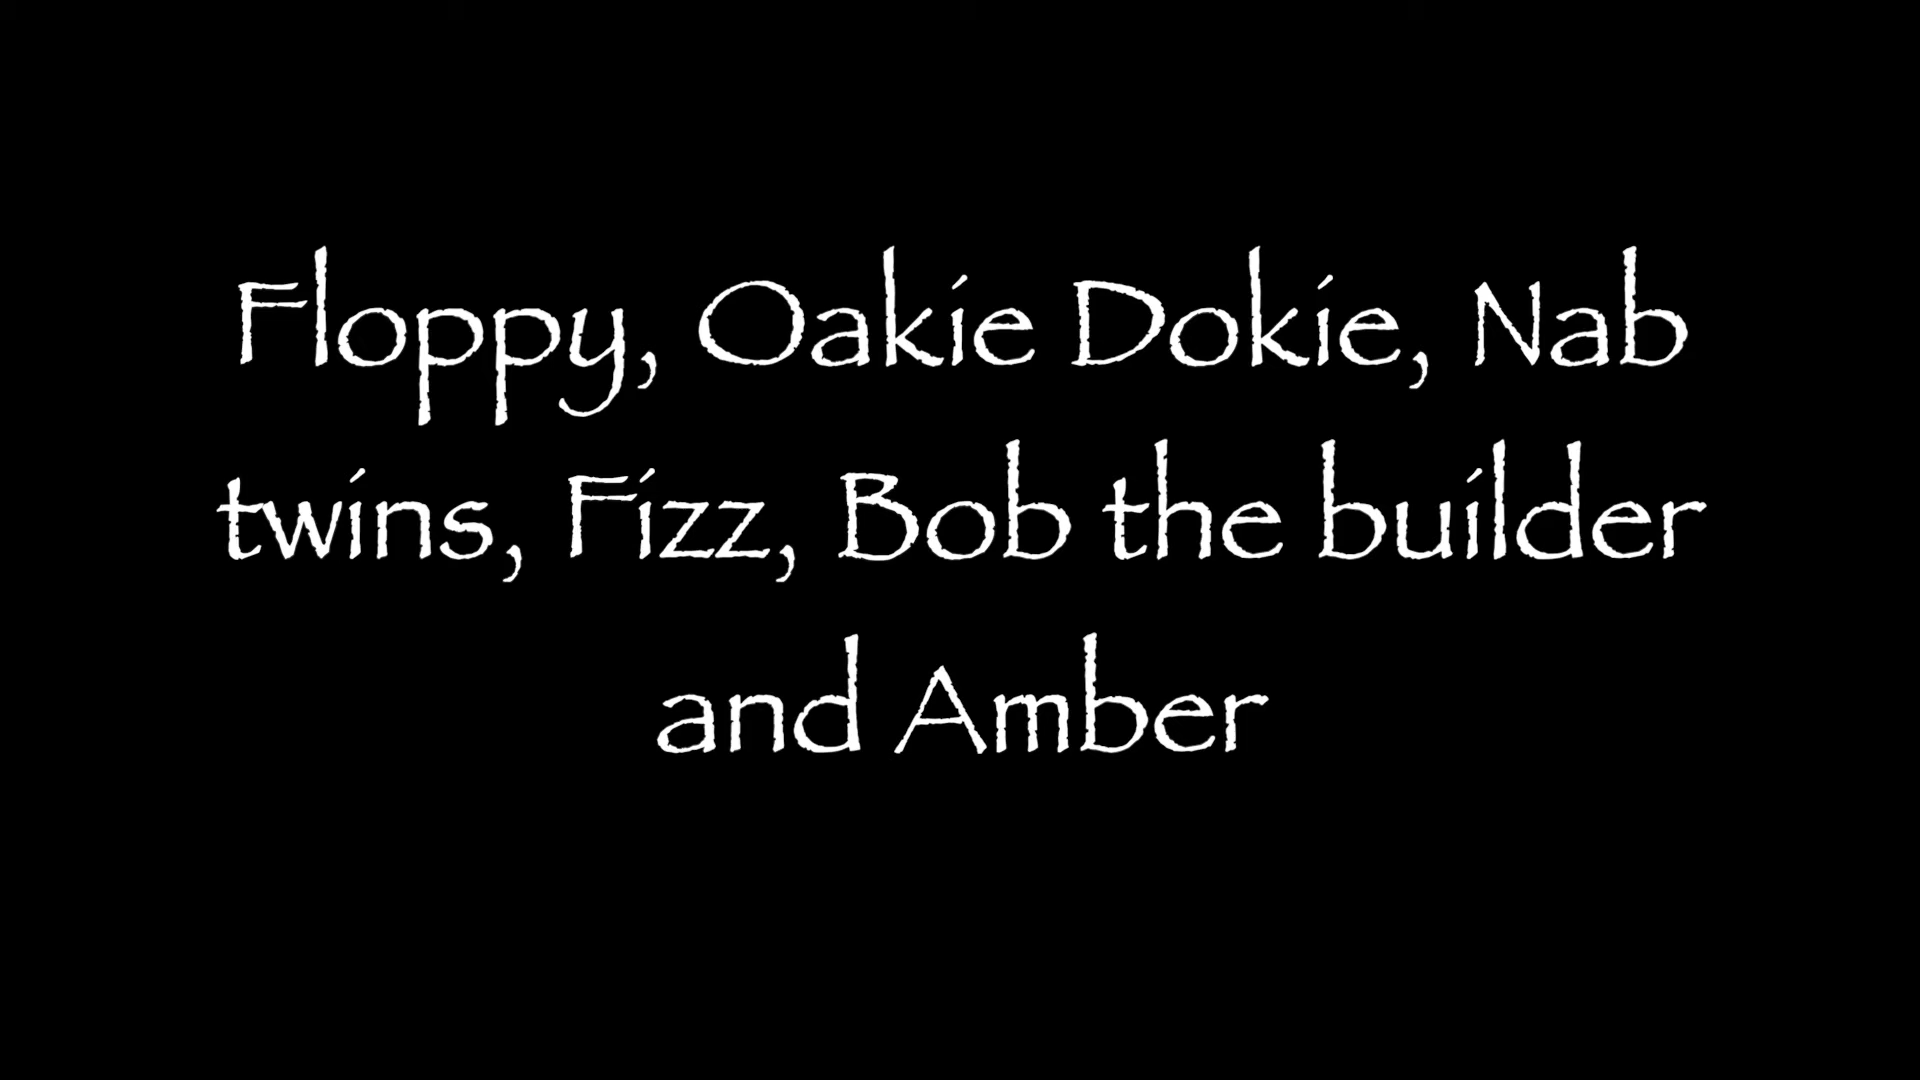 Floppy, Oakie Dokie, Nab
twins, Fizz, Bob the builder
and Amber